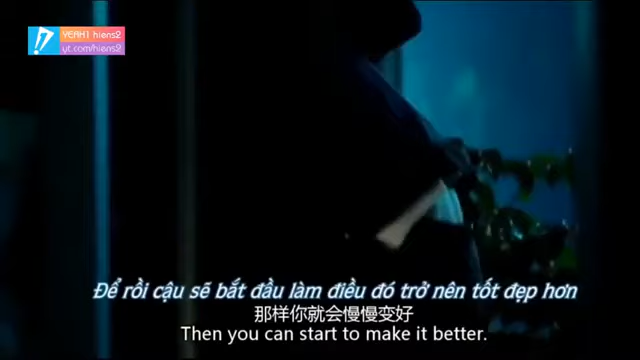 YEAH1 hiens2
yt.com/hiens2
Để rồi cậu sẽ bắt đầu làm điều đó trở nên tốt đẹp hơn
那样你就会慢慢变好
Then you can start to make it better.